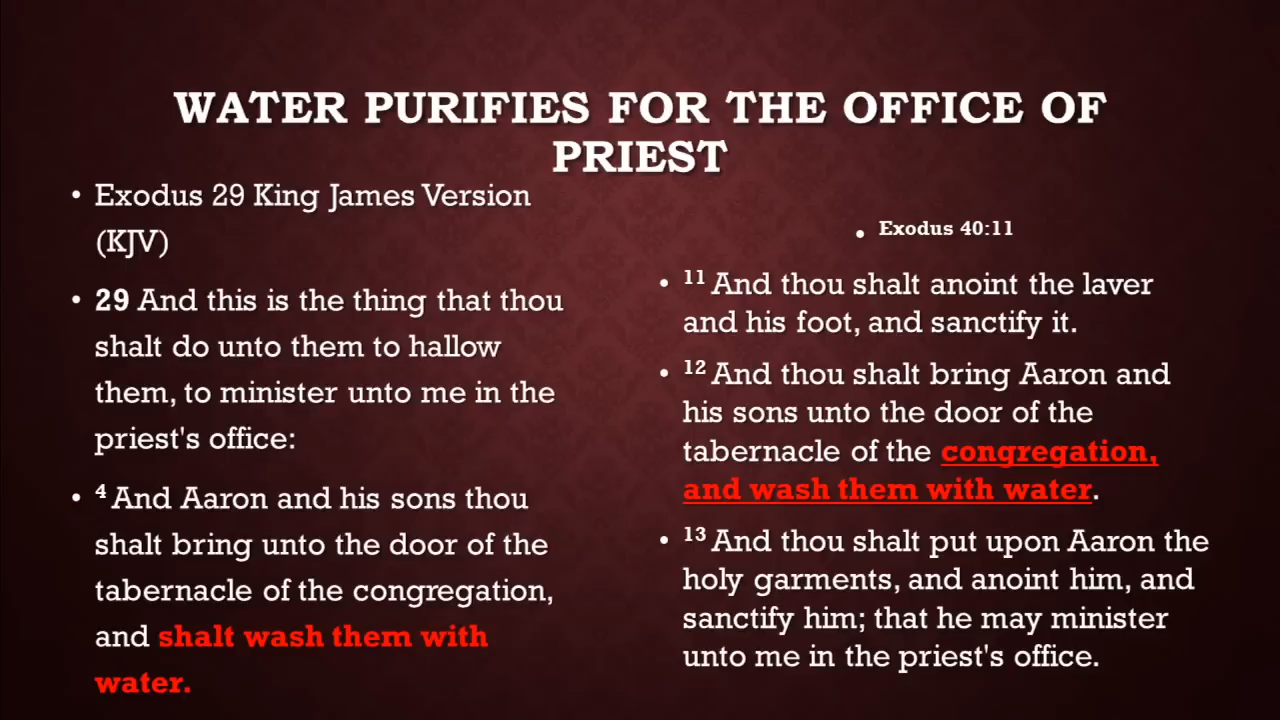 WATER PURIFIES FOR THE OFFICE OF
PRIEST
• Exodus 29 King James Version
(KJV)
• 29 And this is the thing that thou
shalt do unto them to hallow
them, to minister unto me in the
priest's office:
• 4 And Aaron and his sons thou
shalt bring unto the door of the
tabernacle of the congregation,
and shalt wash them with
water.
• Exodus 40:11
• 11 And thou shalt anoint the laver
and his foot, and sanctify it.
• 12 And thou shalt bring Aaron and
his sons unto the door of the
tabernacle of the congregation,
and wash them with water.
• 13 And thou shalt put upon Aaron the
holy garments, and anoint him, and
sanctify him; that he may minister
unto me in the priest's office.